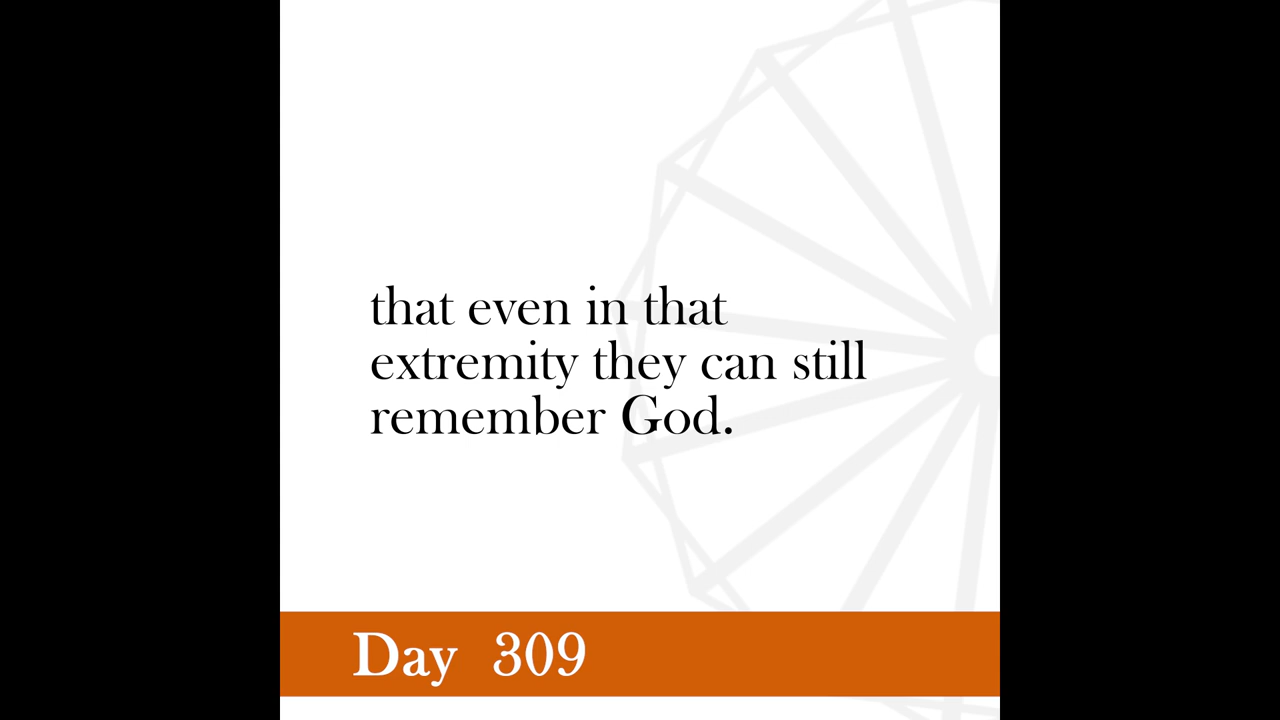 that even in that
extremity they can still
remember God.
Day 309